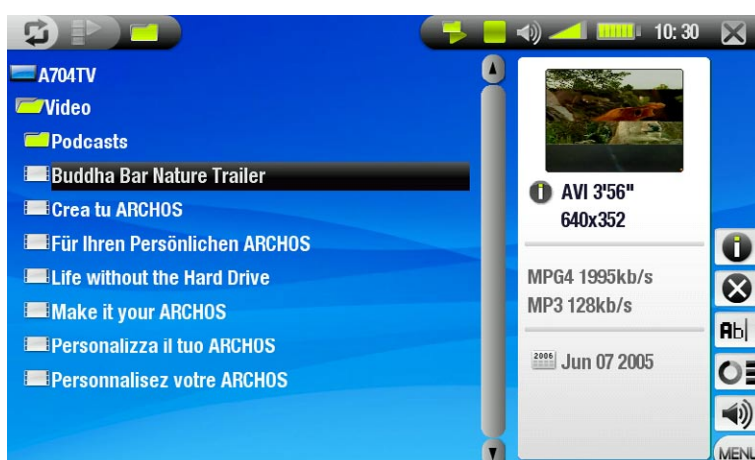 10:30
A704TV
Video
Podcasts
Buddha Bar Nature Trailer
Crea tu ARCHOS
Für Ihren Persönlichen ARCHOS
Life without the Hard Drive
Make it your ARCHOS
Personalizza il tuo ARCHOS
Personnalisez votre ARCHOS
AVI 3'56"
640x352
MPG4 1995kb/s
MP3 128kb/s
2006 Jun 07 2005
Ab
MENU